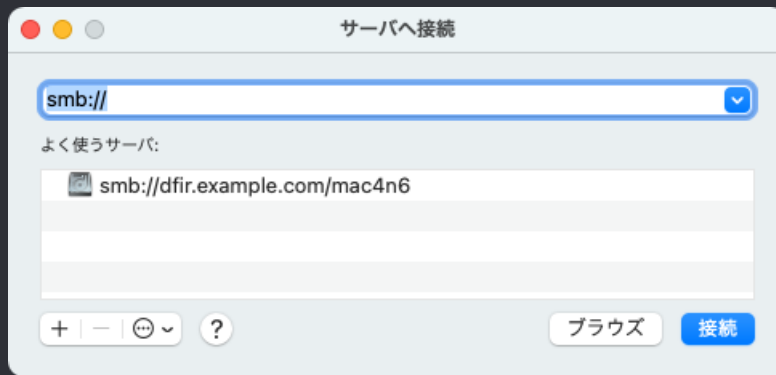 サーバへ接続
smb://
よく使うサーバ:
smb://dfir.example.com/mac4n6
+ − ?
ブラウズ 接続